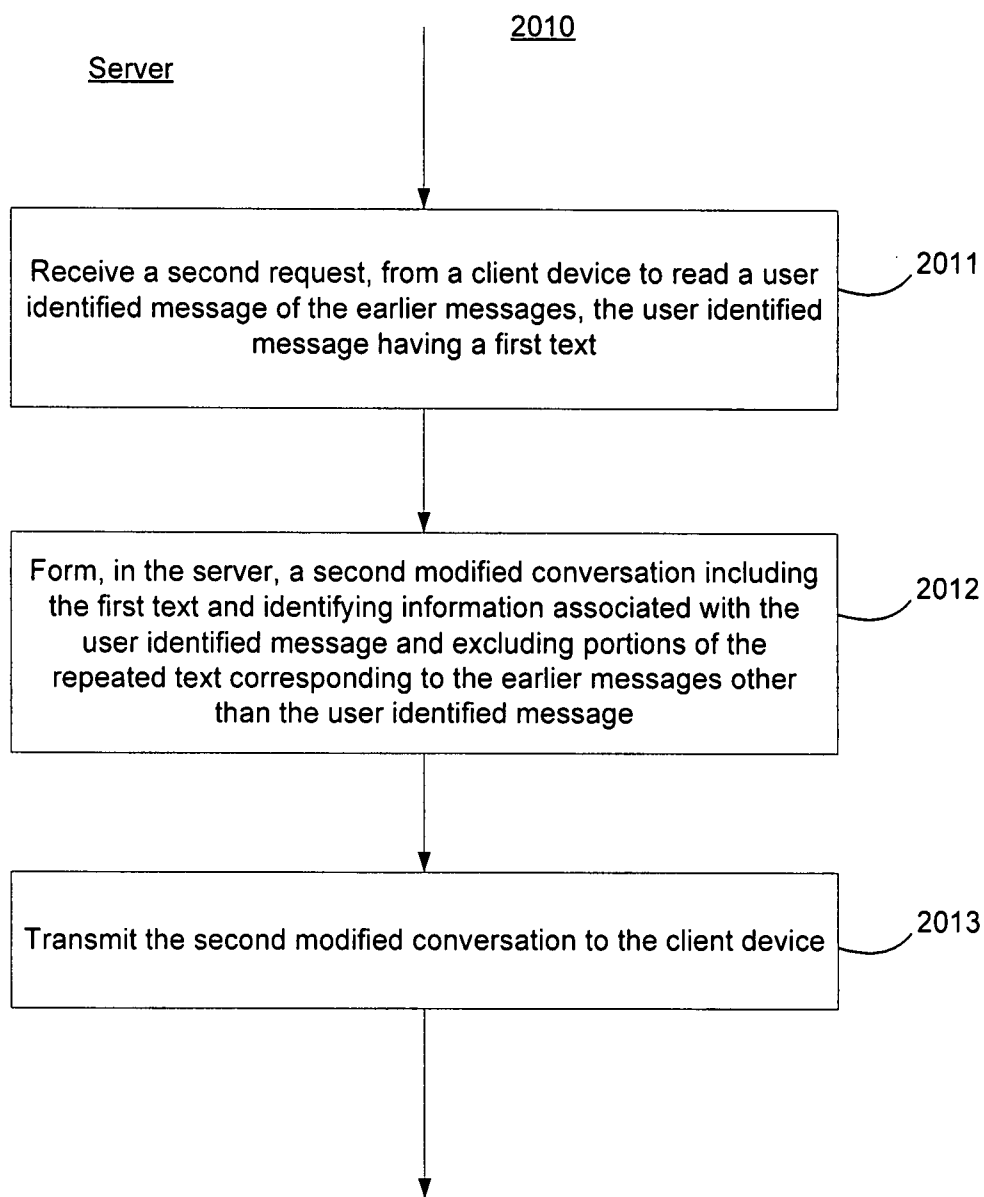 2010
Server
Receive a second request, from a client device to read a user
identified message of the earlier messages, the user identified
message having a first text
2011
Form, in the server, a second modified conversation including
the first text and identifying information associated with the
user identified message and excluding portions of the
repeated text corresponding to the earlier messages other
than the user identified message
2012
Transmit the second modified conversation to the client device
2013